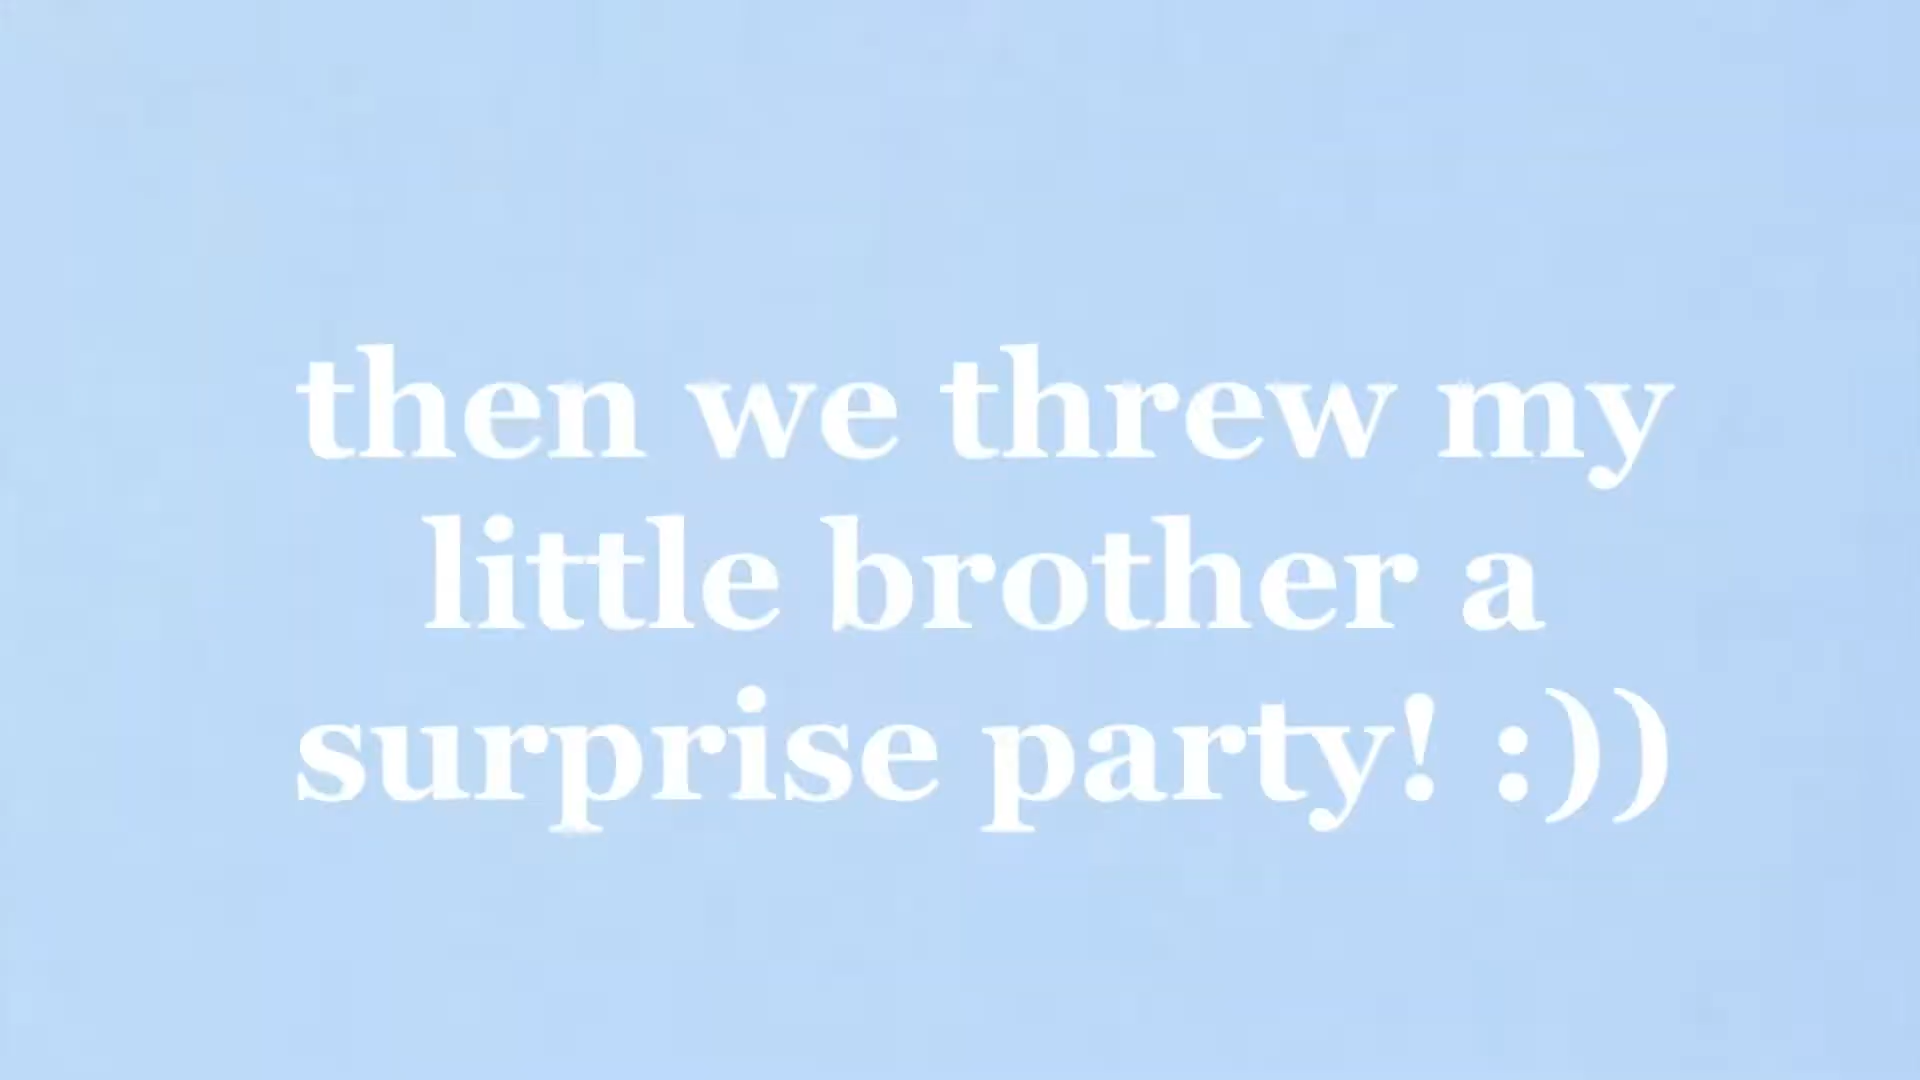 then we threw my
little brother a
surprise party! :))